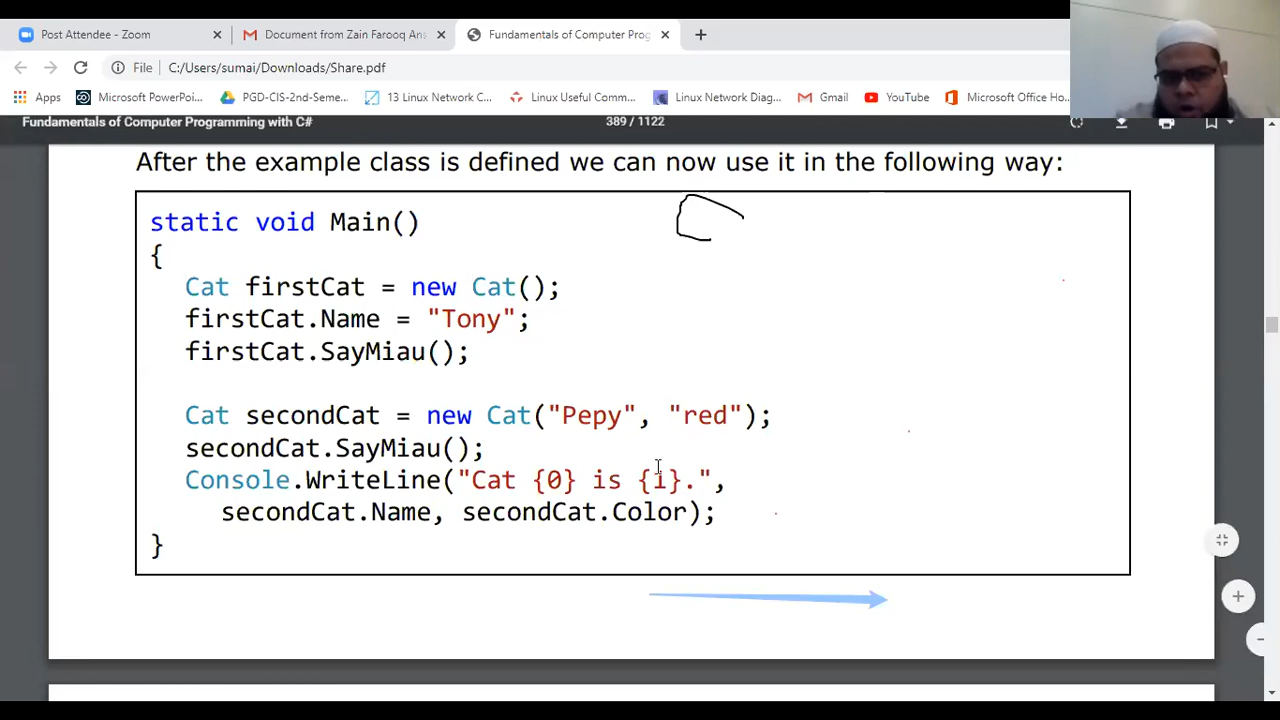 Post Attendee - Zoom
Document from Zain Farooq Ans
Fundamentals of Computer Prog
File
C:/Users/sumai/Downloads/Share.pdf
Apps
Microsoft PowerPoi...
PGD-CIS-2nd-Seme...
13 Linux Network C...
Linux Useful Comm...
Linux Network Diag...
Gmail
YouTube
Microsoft Office Ho
Fundamentals of Computer Programming with C#
389 / 1122
After the example class is defined we can now use it in the following way:
static void Main()
{
Cat firstCat = new Cat();
firstCat.Name = "Tony";
firstCat.SayMiau();
Cat secondCat = new Cat("Pepy", "red");
secondCat.SayMiau();
Console.WriteLine("Cat {0} is {1}.",
secondCat.Name, secondCat.Color);
}